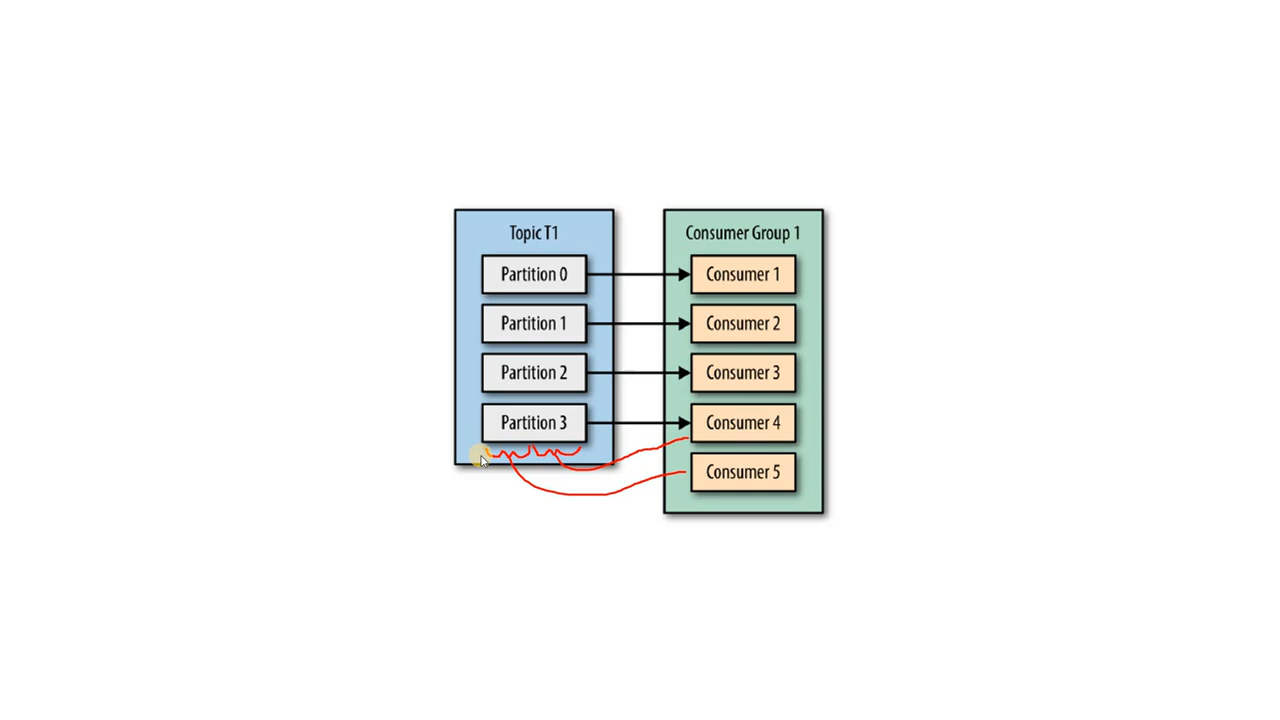 Topic T1
Partition 0
Partition 1
Partition 2
Partition 3
Consumer Group 1
Consumer 1
Consumer 2
Consumer 3
Consumer 4
Consumer 5